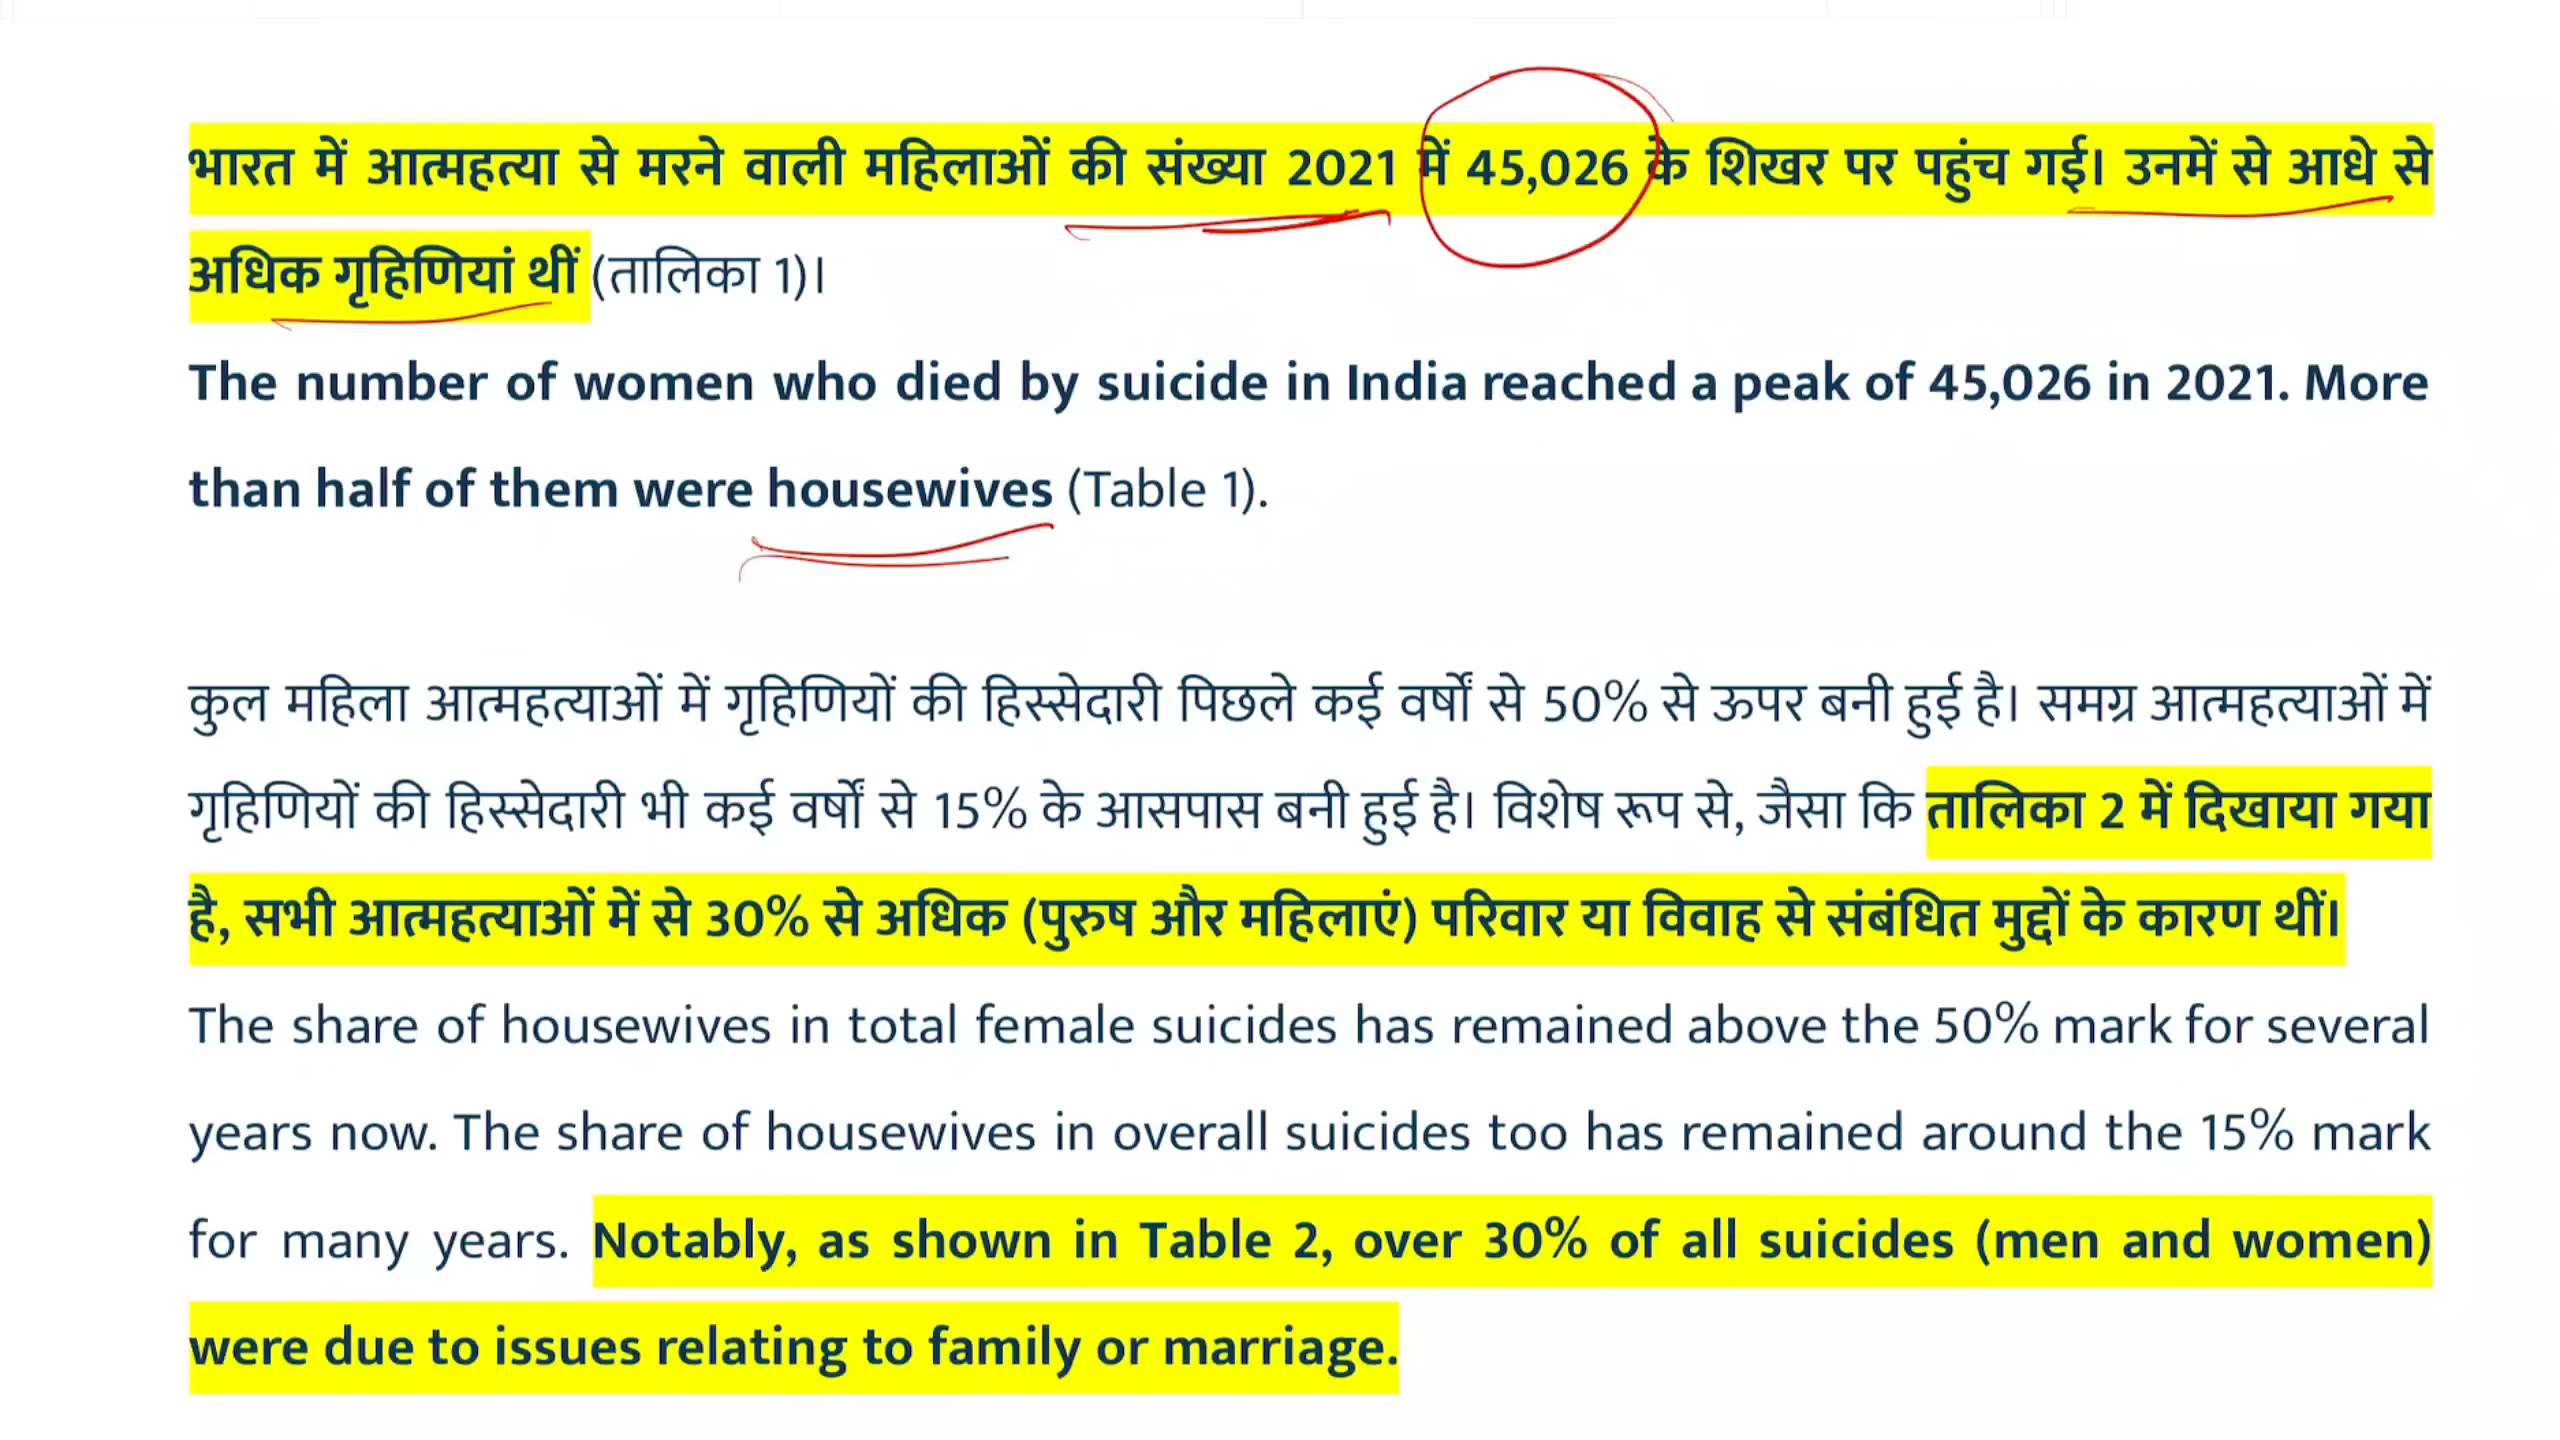 भारत में आत्महत्या से मरने वाली महिलाओं की संख्या 2021 में 45,026 के शिखर पर पहुंच गई। उनमें से आधे से
अधिक गृहिणियां थीं (तालिका 1)।
The number of women who died by suicide in India reached a peak of 45,026 in 2021. More
than half of them were housewives (Table 1).
कुल महिला आत्महत्याओं में गृहिणियों की हिस्सेदारी पिछले कई वर्षों से 50% से ऊपर बनी हुई है। समग्र आत्महत्याओं में
गृहिणियों की हिस्सेदारी भी कई वर्षों से 15% के आसपास बनी हुई है। विशेष रूप से, जैसा कि तालिका 2 में दिखाया गया
है, सभी आत्महत्याओं में से 30% से अधिक (पुरुष और महिलाएं) परिवार या विवाह से संबंधित मुद्दों के कारण थीं।
The share of housewives in total female suicides has remained above the 50% mark for several
years now. The share of housewives in overall suicides too has remained around the 15% mark
for many years. Notably, as shown in Table 2, over 30% of all suicides (men and women)
were due to issues relating to family or marriage.